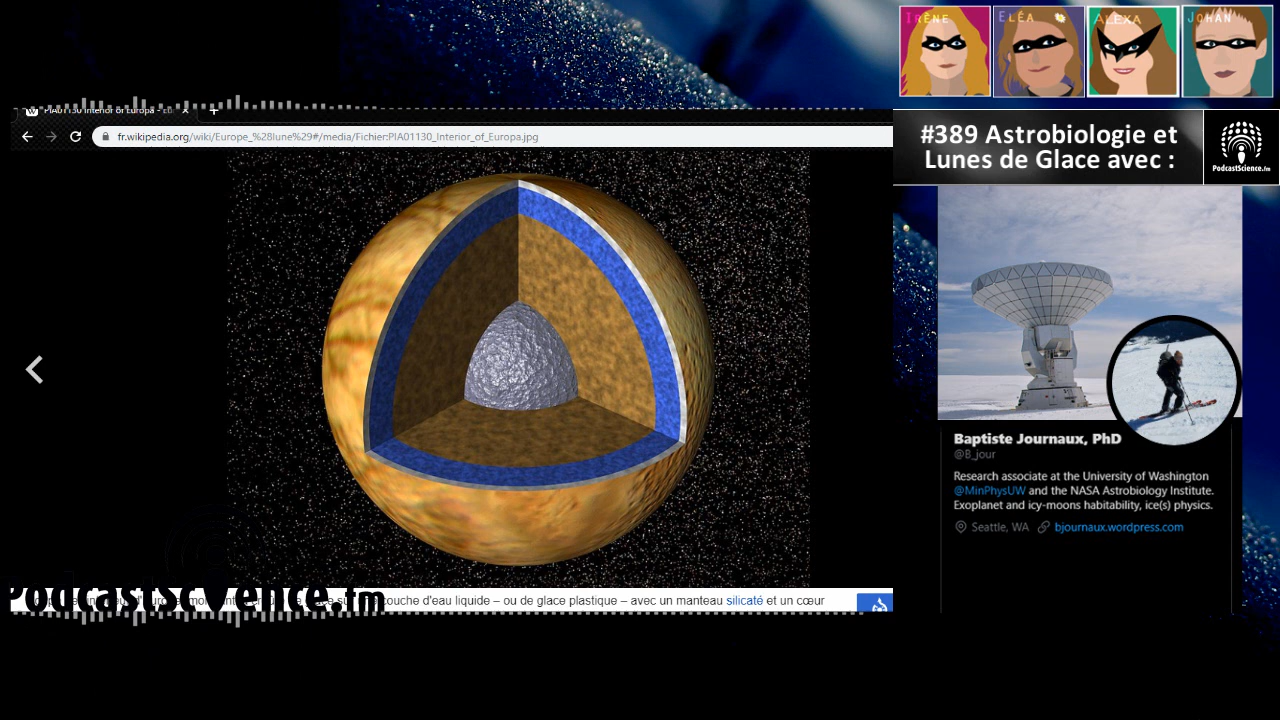 IRÈNE
ELÉA
ALEXA
JOHAN
PIA01130 Interior of Europa - Eu
fr.wikipedia.org/wiki/Europe_%28lune%29#/media/Fichier:PIA01130_Interior_of_Europa.jpg
#389 Astrobiologie et
Lunes de Glace avec :
PodcastScience.fm
Baptiste Journaux, PhD
@B_jour
Research associate at the University of Washington
@MinPhysUW and the NASA Astrobiology Institute.
Exoplanet and icy-moons habitability, ice(s) physics.
Seattle, WA bjournaux.wordpress.com
PodcastScience.fm
couche d'eau liquide – ou de glace plastique – avec un manteau silicaté et un cœur